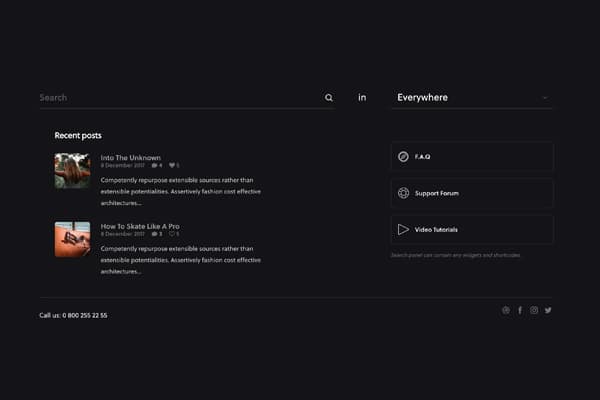 Search
in
Everywhere
Recent posts
Into The Unknown
8 December 2017 4 5
Competently repurpose extensible sources rather than
extensible potentialities. Assertively fashion cost effective
architectures...
How To Skate Like A Pro
8 December 2017 3 5
Competently repurpose extensible sources rather than
extensible potentialities. Assertively fashion cost effective
architectures...
F.A.Q
Support Forum
Video Tutorials
Search panel can contain any widgets and shortcodes.
Call us: 0 800 255 22 55